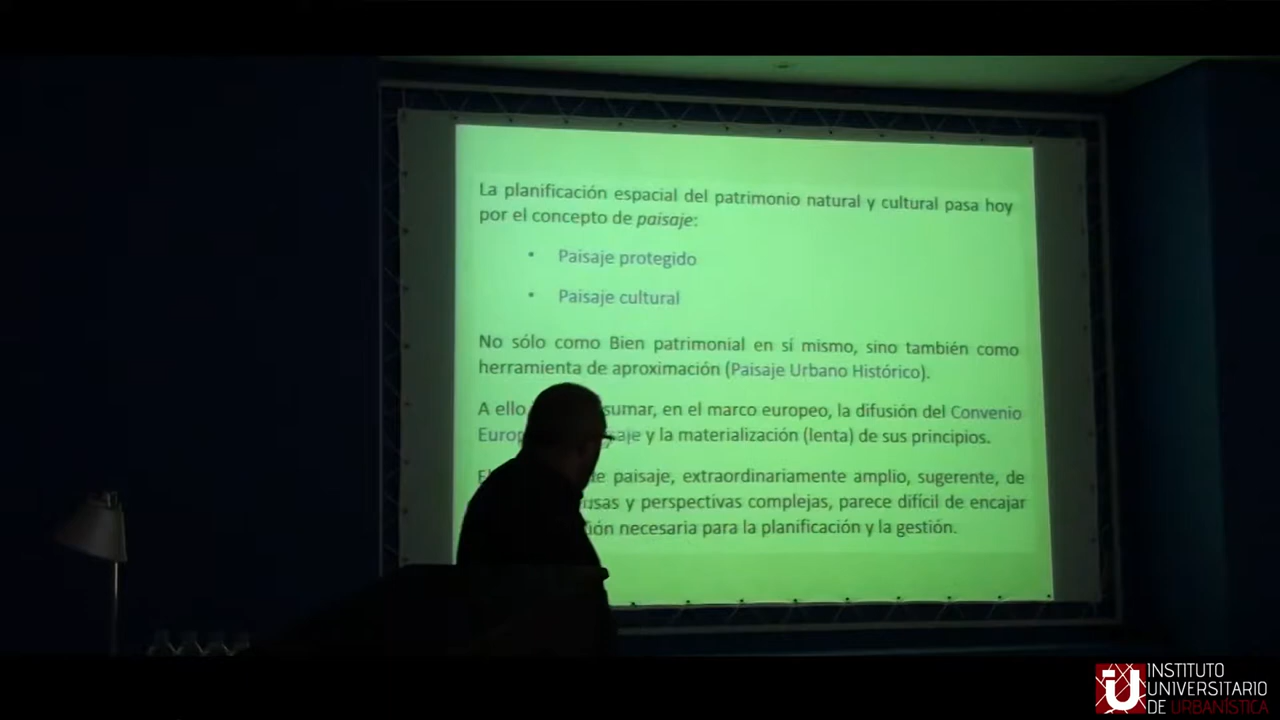 La planificación espacial del patrimonio natural y cultural pasa hoy
por el concepto de paisaje:
• Paisaje protegido
• Paisaje cultural
No sólo como Bien patrimonial en sí mismo, sino también como
herramienta de aproximación (Paisaje Urbano Histórico).
A ello sumar, en el marco europeo, la difusión del Convenio
y la materialización (lenta) de sus principios.
paisaje, extraordinariamente amplio, sugerente, de
y perspectivas complejas, parece difícil de encajar
necesaria para la planificación y la gestión.
iU INSTITUTO
UNIVERSITARIO
DE URBANÍSTICA